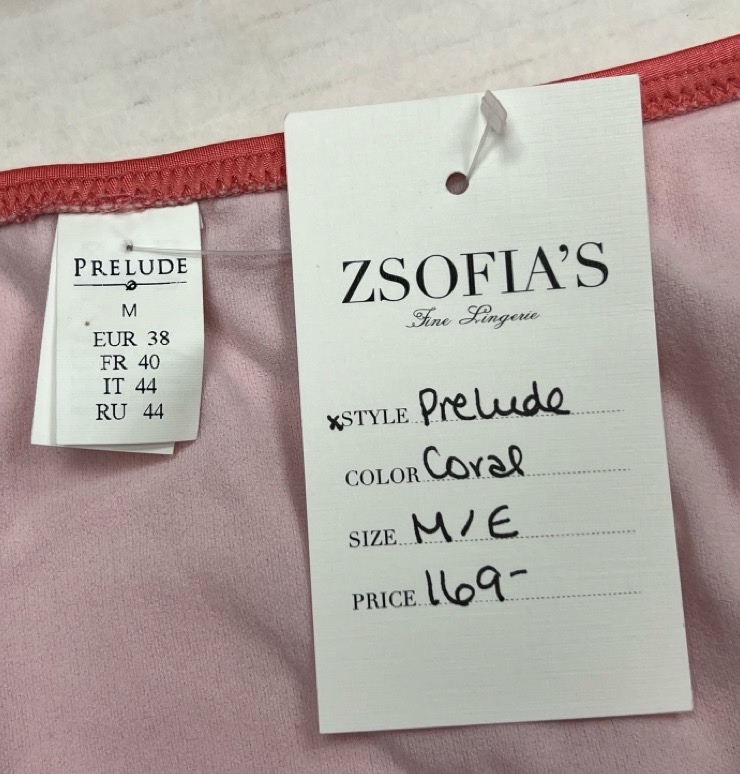 PRELUDE
M
EUR 38
FR 40
IT 44
RU 44
ZSOFIA'S
Fine Lingerie
xSTYLE Prelude
COLOR Coral
SIZE M/E
PRICE 169-